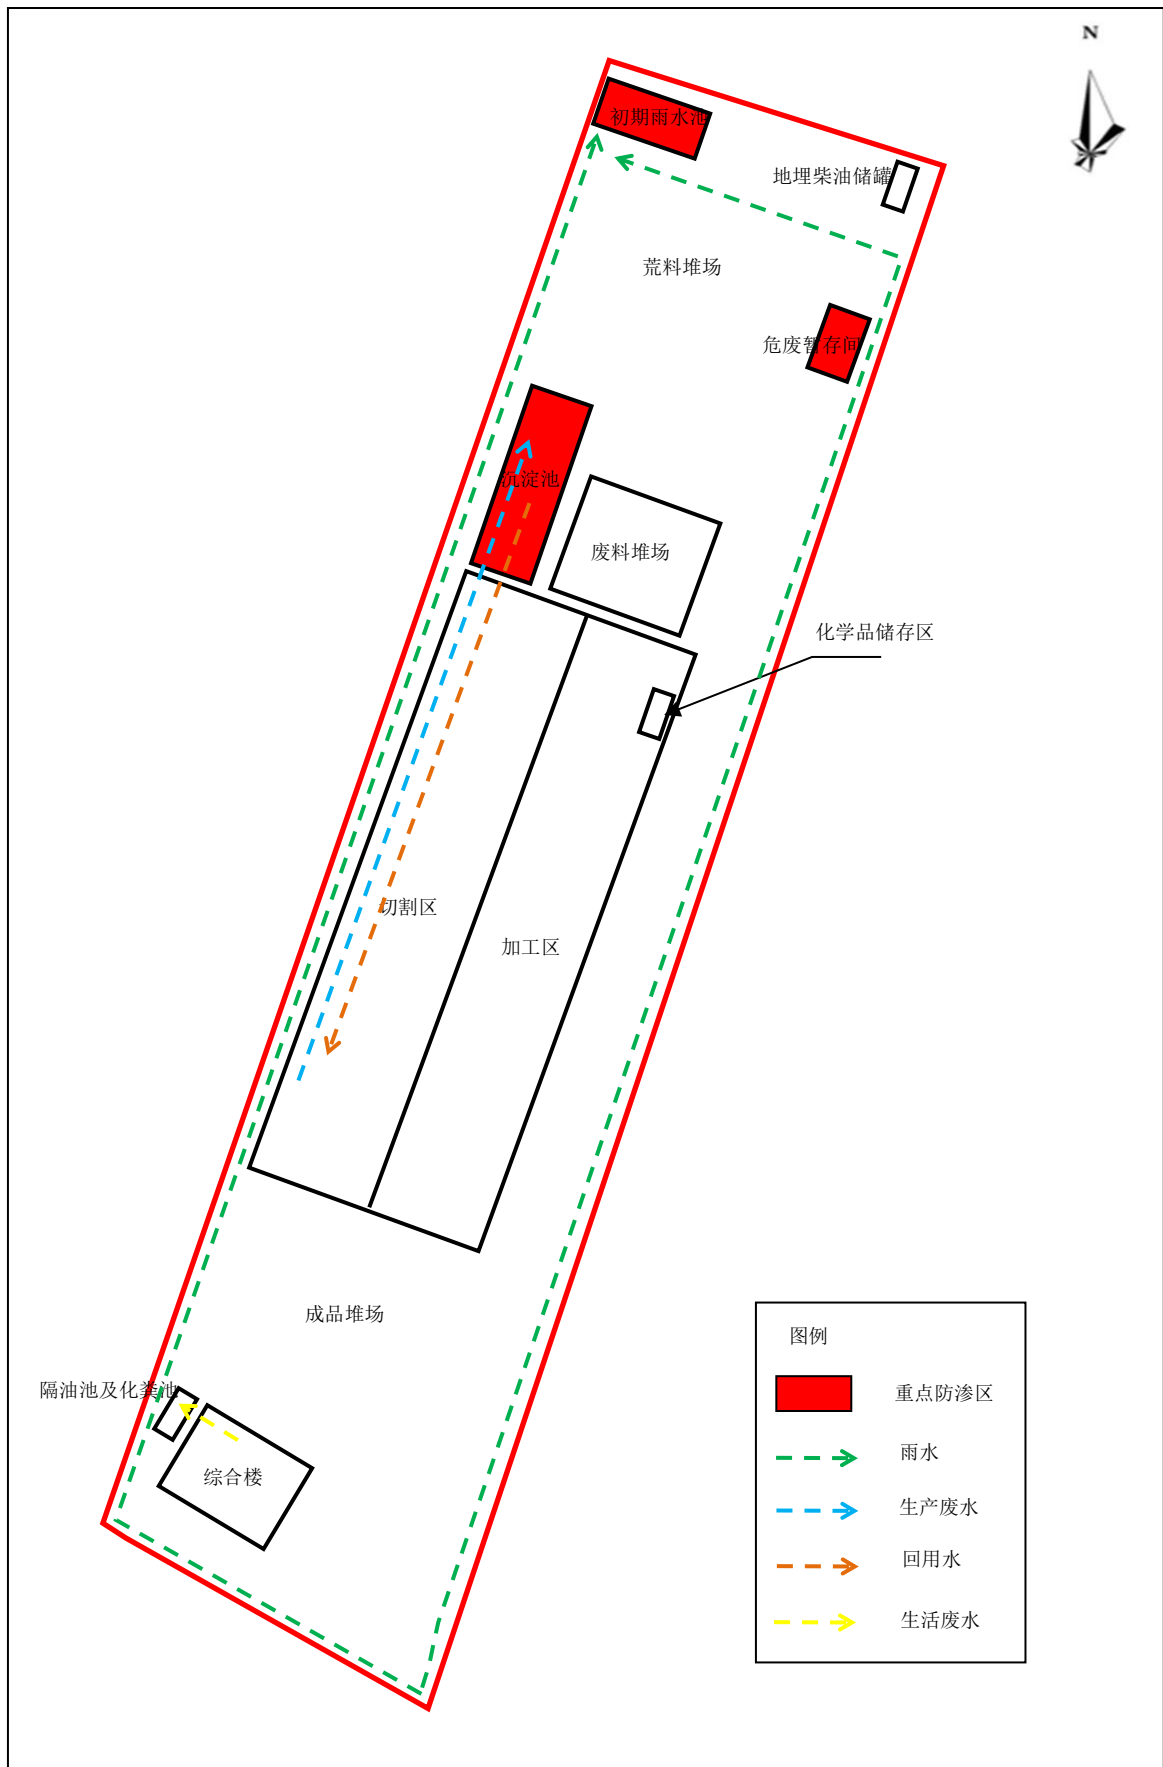 N
初期雨水池
地埋柴油储罐
荒料堆场
危废暂存间
沉淀池
废料堆场
化学品储存区
切割区
加工区
成品堆场
隔油池及化粪池
综合楼
图例
重点防渗区
雨水
生产废水
回用水
生活废水